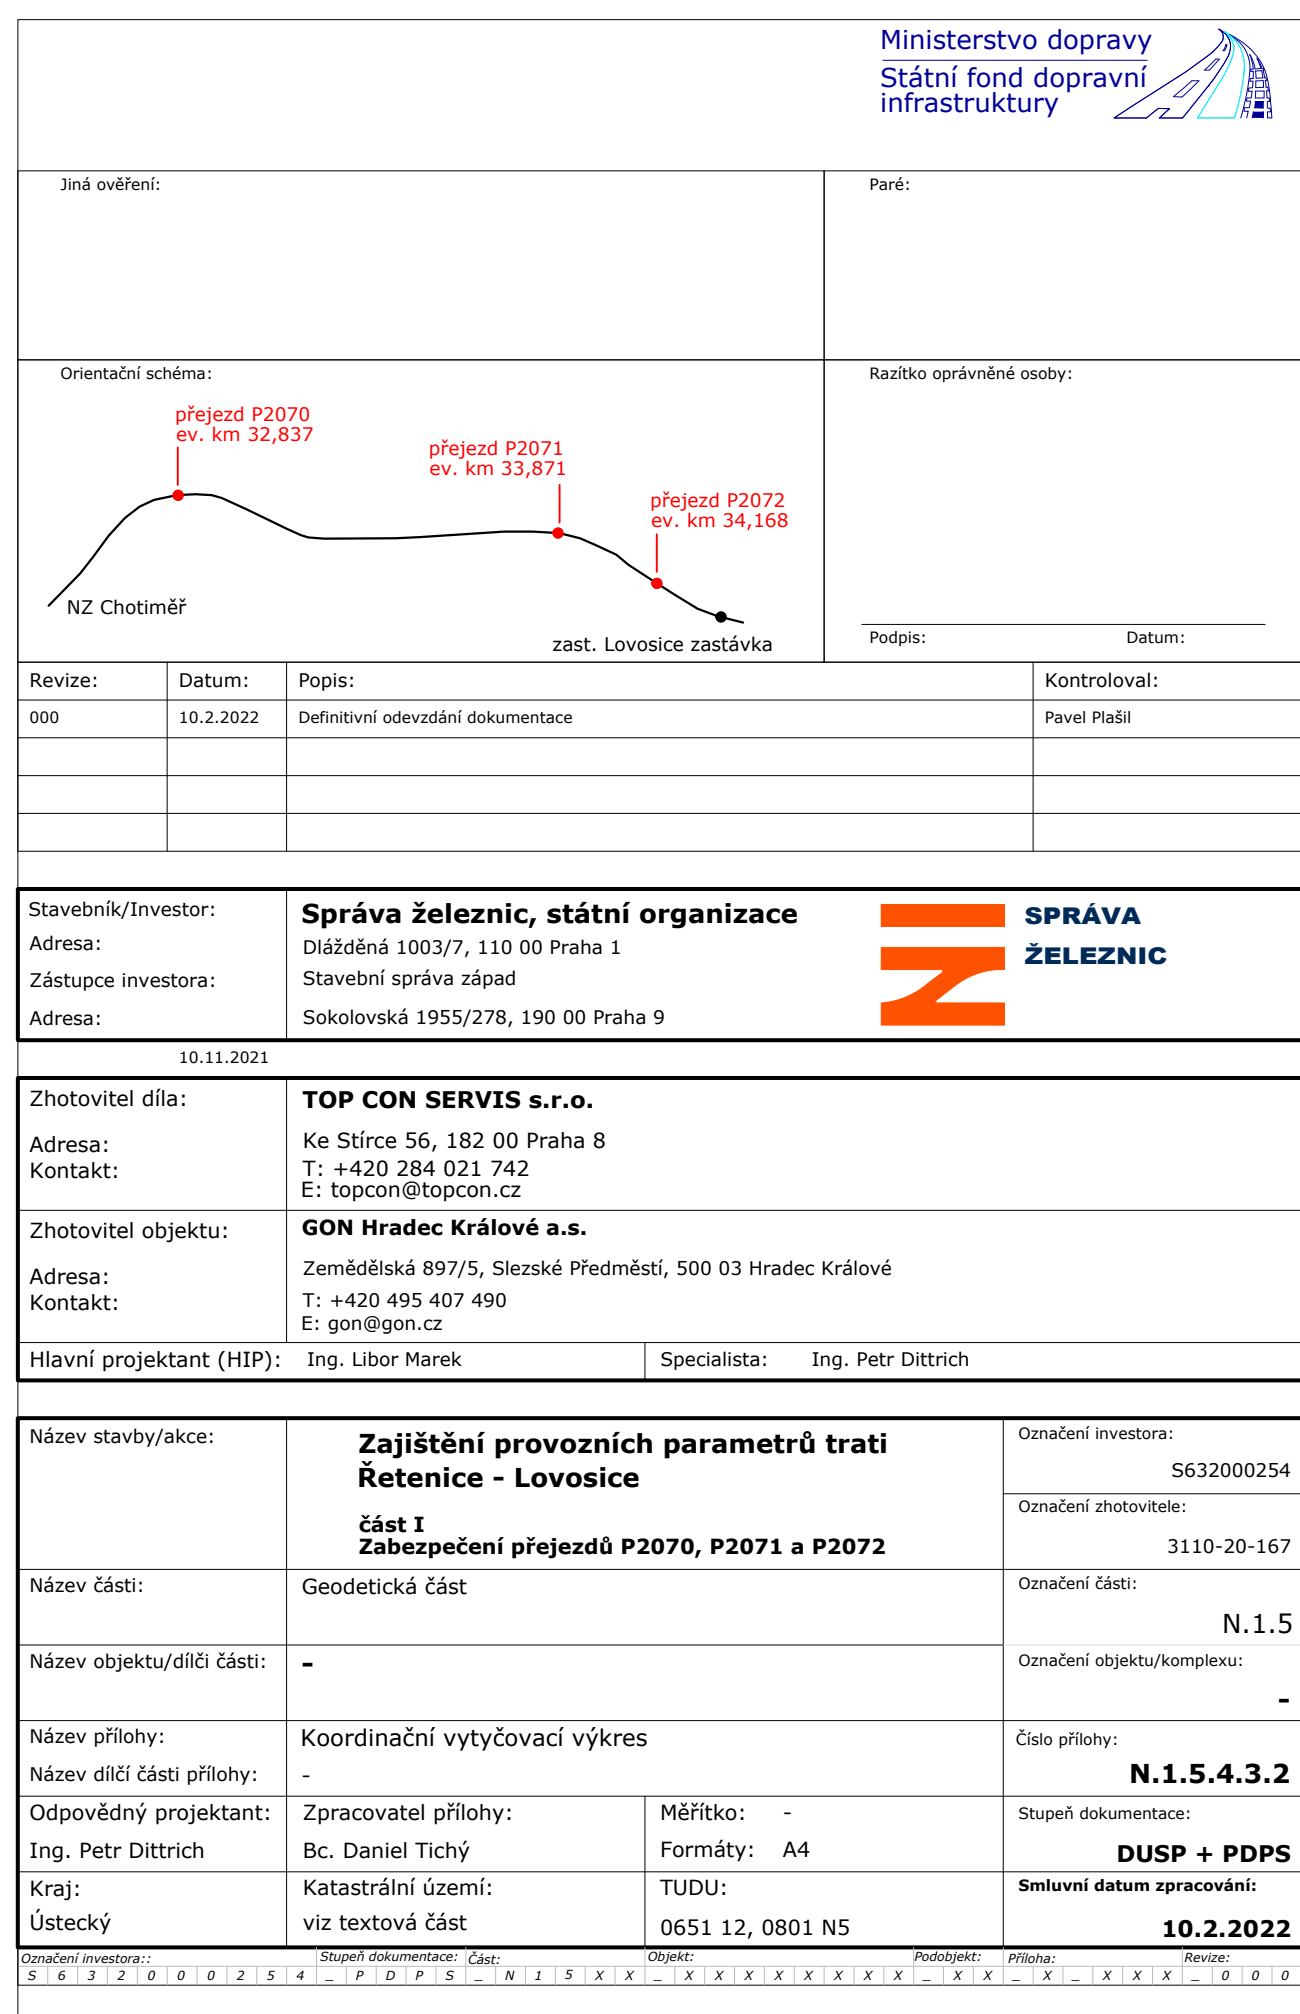 Ministerstvo dopravy
Státní fond dopravní
infrastruktury
Jiná ověření:
Paré:
Orientační schéma:
Razítko oprávněné osoby:
přejezd P2070
ev. km 32,837
přejezd P2071
ev. km 33,871
přejezd P2072
ev. km 34,168
NZ Chotiměř
zast. Lovosice zastávka
Podpis: Datum:
Revize: Datum: Popis: Kontroloval:
000 10.2.2022 Definitivní odevzdání dokumentace Pavel Plašil
Stavebník/Investor: Správa železnic, státní organizace
Adresa: Dlážděná 1003/7, 110 00 Praha 1
Zástupce investora: Stavební správa západ
Adresa: Sokolovská 1955/278, 190 00 Praha 9
SPRÁVA
ŽELEZNIC
10.11.2021
Zhotovitel díla: TOP CON SERVIS s.r.o.
Adresa: Ke Stírce 56, 182 00 Praha 8
Kontakt: T: +420 284 021 742
E: topcon@topcon.cz
Zhotovitel objektu: GON Hradec Králové a.s.
Adresa: Zemědělská 897/5, Slezské Předměstí, 500 03 Hradec Králové
Kontakt: T: +420 495 407 490
E: gon@gon.cz
Hlavní projektant (HIP): Ing. Libor Marek Specialista: Ing. Petr Dittrich
Název stavby/akce: Zajištění provozních parametrů trati
Řetenice - Lovosice
část I
Zabezpečení přejezdů P2070, P2071 a P2072
Označení investora:
S632000254
Označení zhotovitele:
3110-20-167
Název části: Geodetická část Označení části:
N.1.5
Název objektu/dílči části: - Označení objektu/komplexu:
-
Název přílohy: Koordinační vytyčovací výkres Číslo přílohy:
Název dílčí části přílohy: - N.1.5.4.3.2
Odpovědný projektant: Zpracovatel přílohy: Měřítko: - Stupeň dokumentace:
Ing. Petr Dittrich Bc. Daniel Tichý Formáty: A4 DUSP + PDPS
Kraj: Katastrální území: TUDU: Smluvní datum zpracování:
Ústecký viz textová část 0651 12, 0801 N5 10.2.2022
Označení investora:: Stupeň dokumentace: Část: Objekt: Podobjekt: Příloha: Revize:
S 6 3 2 0 0 0 2 5 4 _ P D P S _ N 1 5 X X _ X X X X X X X X _ X X _ X _ X X X _ 0 0 0